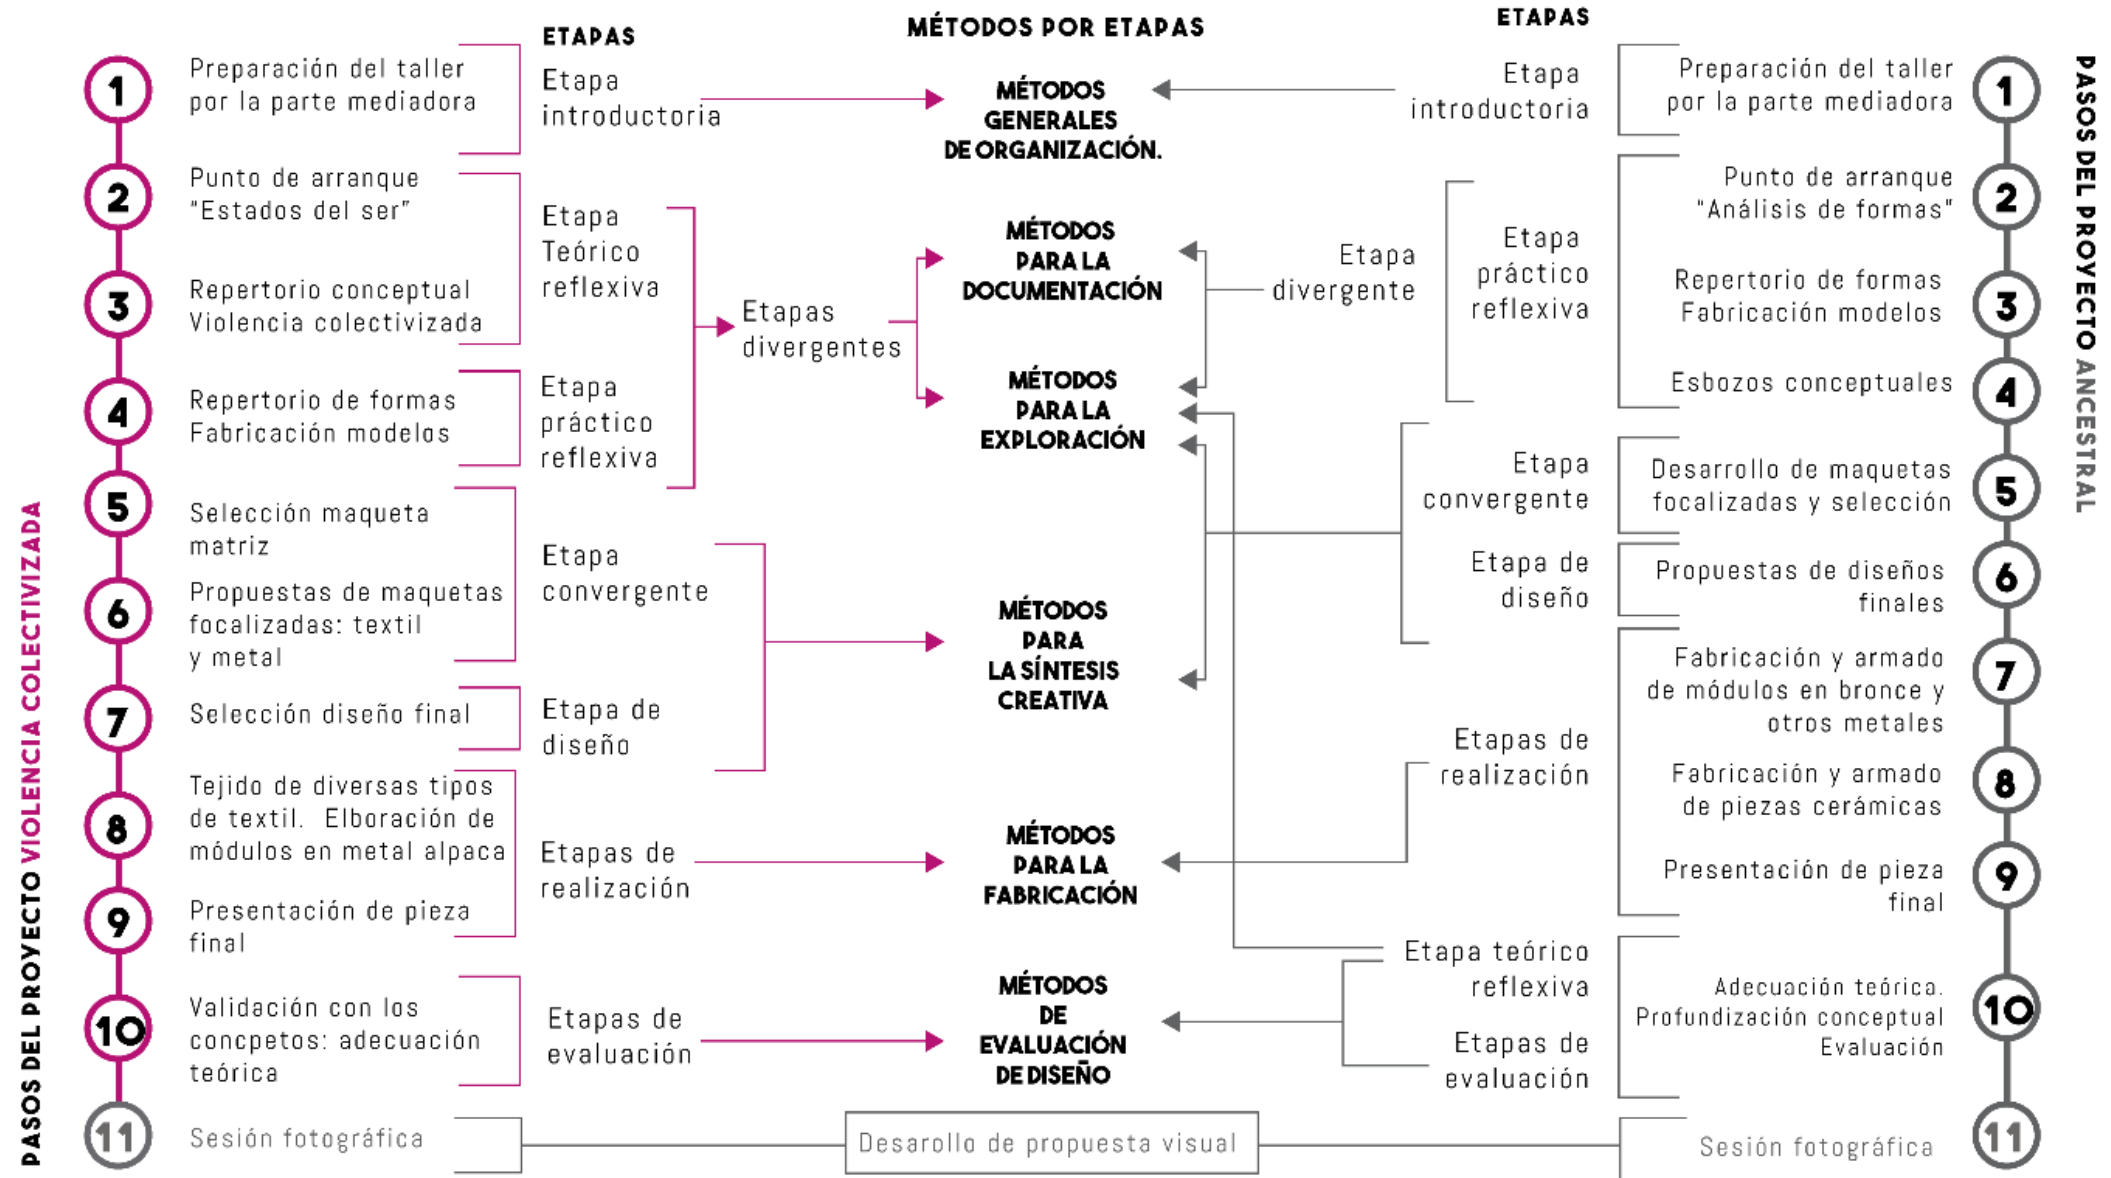 PASOS DEL PROYECTO VIOLENCIA COLECTIVIZADA
1
Preparación del taller
por la parte mediadora
2
Punto de arranque
"Estados del ser"
3
Repertorio conceptual
Violencia colectivizada
4
Repertorio de formas
Fabricación modelos
5
Selección maqueta
matriz
6
Propuestas de maquetas
focalizadas: textil
y metal
7
Selección diseño final
8
Tejido de diversas tipos
de textil. Elboración de
módulos en metal alpaca
9
Presentación de pieza
final
10
Validación con los
concpetos: adecuación
teórica
11
Sesión fotográfica
ETAPAS
Etapa
introductoria
Etapa
Teórico
reflexiva
Etapa
práctico
reflexiva
Etapas
divergentes
Etapa
convergente
Etapa de
diseño
Etapas de
realización
Etapas de
evaluación
MÉTODOS POR ETAPAS
MÉTODOS
GENERALES
DE ORGANIZACIÓN.
MÉTODOS
PARA LA
DOCUMENTACIÓN
MÉTODOS
PARA LA
EXPLORACIÓN
MÉTODOS
PARA
LA SÍNTESIS
CREATIVA
MÉTODOS
PARA LA
FABRICACIÓN
MÉTODOS
DE
EVALUACIÓN
DE DISEÑO
Desarollo de propuesta visual
ETAPAS
Etapa
introductoria
Etapa
divergente
Etapa
práctico
reflexiva
Etapa
convergente
Etapa de
diseño
Etapas de
realización
Etapa teórico
reflexiva
Etapas de
evaluación
Preparación del taller
por la parte mediadora
1
Punto de arranque
"Análisis de formas"
2
Repertorio de formas
Fabricación modelos
3
Esbozos conceptuales
4
Desarrollo de maquetas
focalizadas y selección
5
Propuestas de diseños
finales
6
Fabricación y armado
de módulos en bronce y
otros metales
7
Fabricación y armado
de piezas cerámicas
8
Presentación de pieza
final
9
Adecuación teórica.
Profundización conceptual
Evaluación
10
Sesión fotográfica
11
PASOS DEL PROYECTO ANCESTRAL